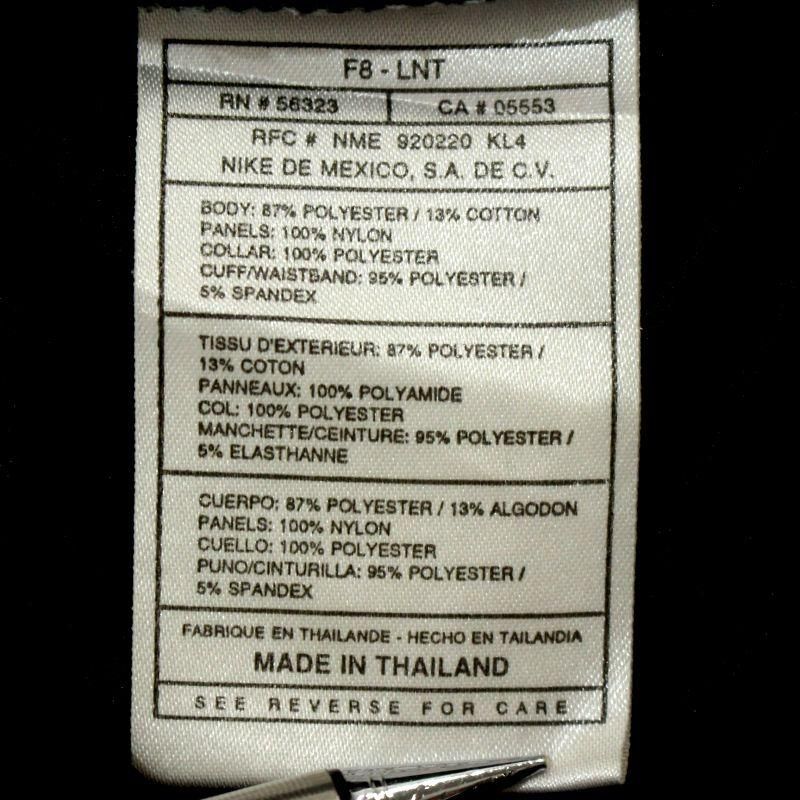 F8 - LNT
RN # 56323 CA # 05553
RFC # NME 920220 KL4
NIKE DE MEXICO, S.A. DE C.V.
BODY: 87% POLYESTER / 13% COTTON
PANELS: 100% NYLON
COLLAR: 100% POLYESTER
CUFF/WAISTBAND: 95% POLYESTER /
5% SPANDEX
TISSU D'EXTERIEUR: 87% POLYESTER /
13% COTON
PANNEAUX: 100% POLYAMIDE
COL: 100% POLYESTER
MANCHETTE/CEINTURE: 95% POLYESTER /
5% ELASTHANNE
CUERPO: 87% POLYESTER / 13% ALGODON
PANELS: 100% NYLON
CUELLO: 100% POLYESTER
PUNO/CINTURILLA: 95% POLYESTER /
5% SPANDEX
FABRIQUE EN THAILANDE - HECHO EN TAILANDIA
MADE IN THAILAND
SEE REVERSE FOR CARE